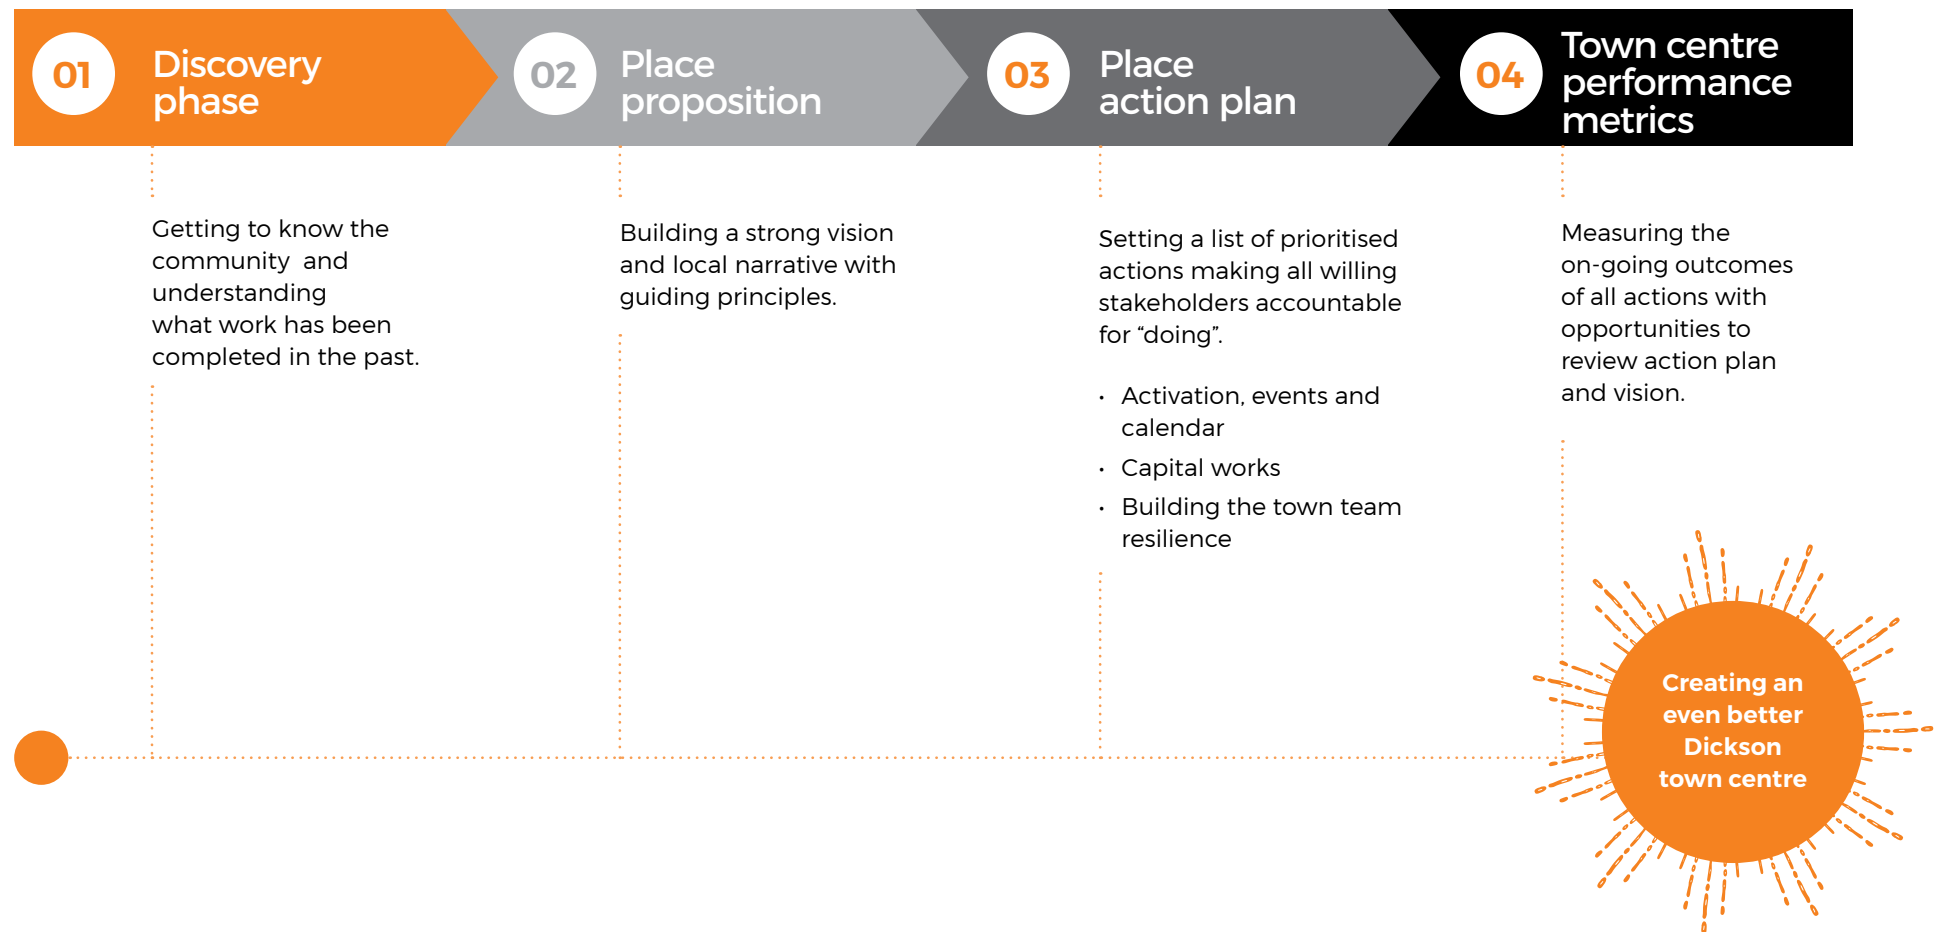 01
Discovery
phase
02
Place
proposition
03
Place
action plan
04
Town centre
performance
metrics
Getting to know the
community and
understanding
what work has been
completed in the past.
Building a strong vision
and local narrative with
guiding principles.
Setting a list of prioritised
actions making all willing
stakeholders accountable
for “doing”.
• Activation, events and
calendar
• Capital works
• Building the town team
resilience
Measuring the
on-going outcomes
of all actions with
opportunities to
review action plan
and vision.
Creating an
even better
Dickson
town centre